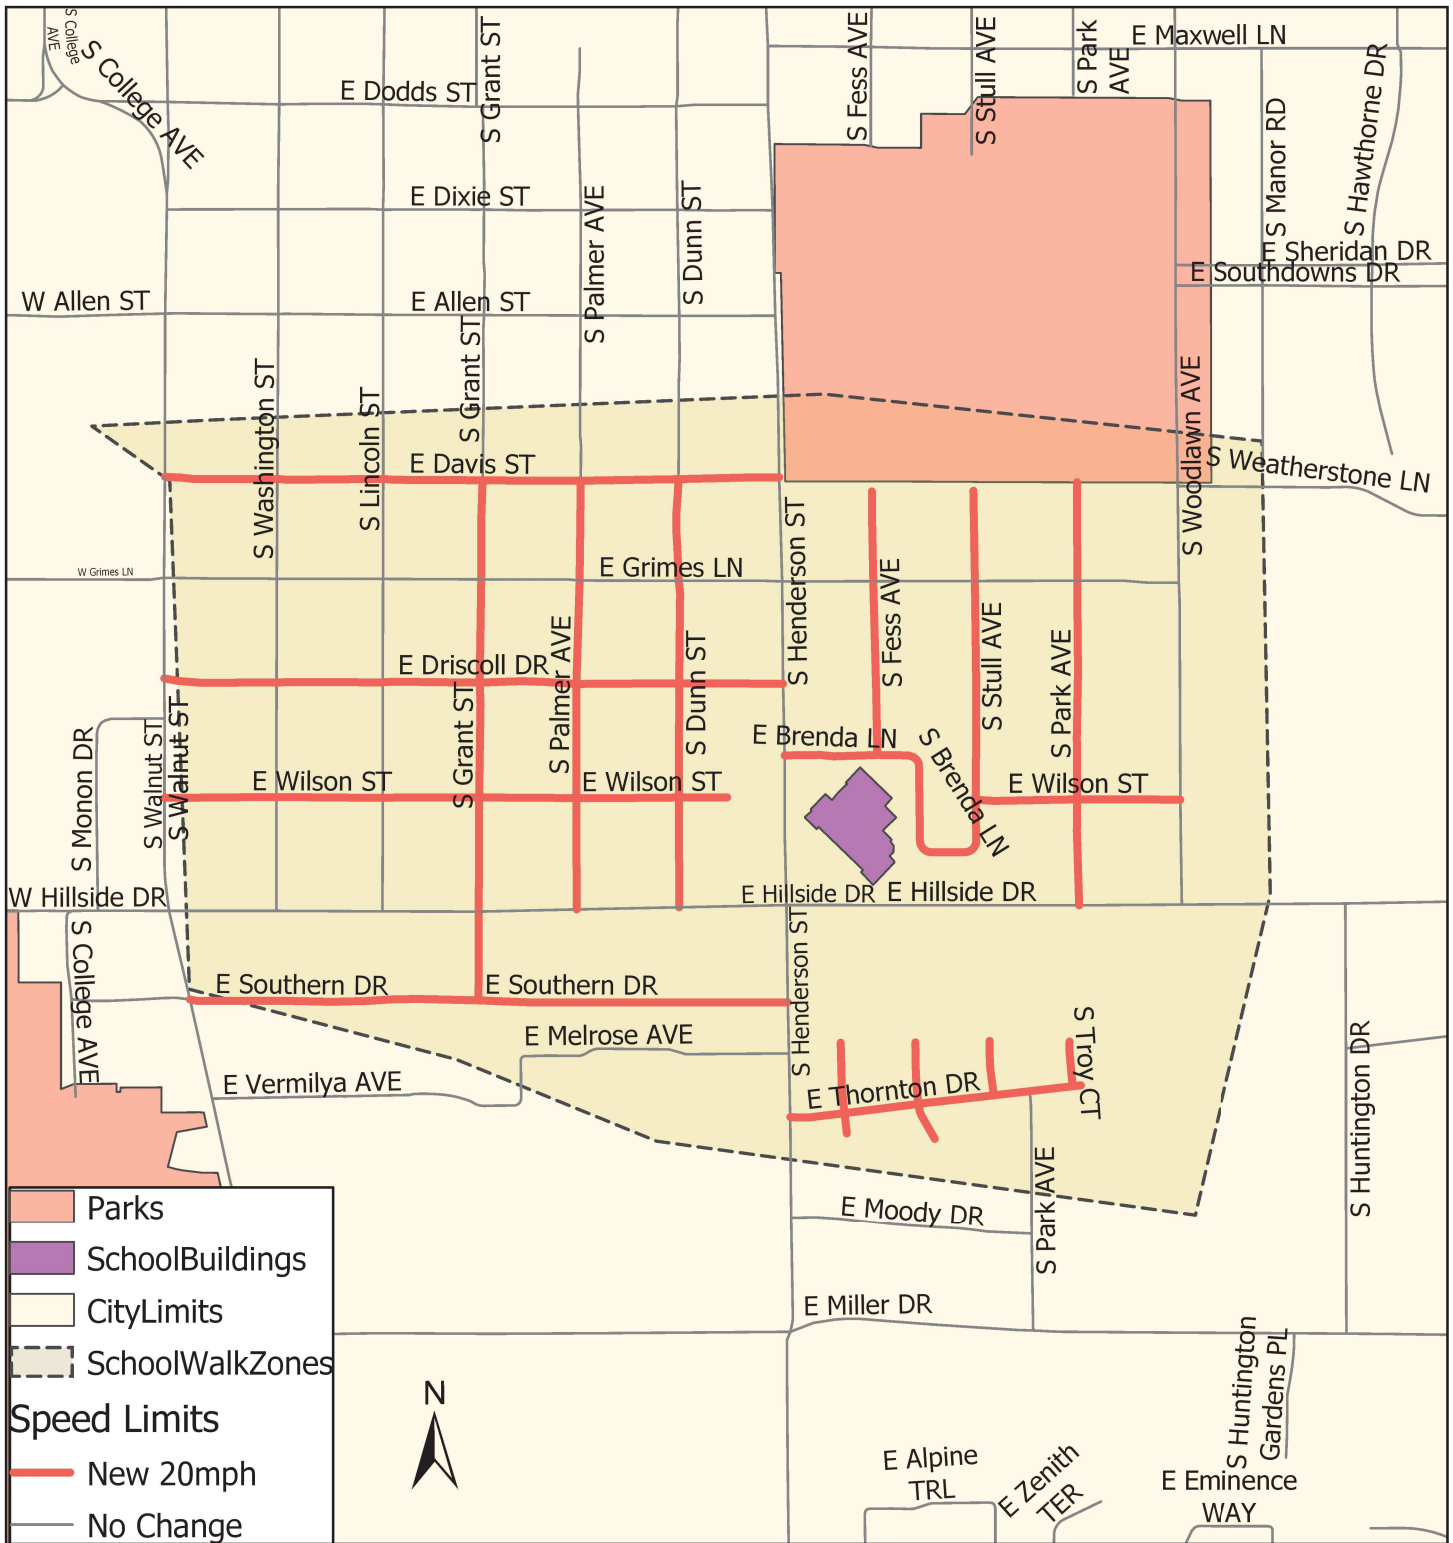 S College
AVE
S College AVE
E Dodds ST
S Grant ST
S Fess AVE
S Stull AVE
S Park
AVE
E Maxwell LN
S Hawthorne DR
S Manor RD
E Dixie ST
S Palmer AVE
S Dunn ST
E Sheridan DR
E Southdowns DR
W Allen ST
E Allen ST
S Washington ST
S Lincoln ST
S Grant ST
S Woodlawn AVE
E Davis ST
S Weatherstone LN
W Grimes LN
E Grimes LN
S Henderson ST
S Fess AVE
S Stull AVE
S Park AVE
E Driscoll DR
S Palmer AVE
S Dunn ST
S Grant ST
S Monon DR
S Walnut ST
S Walnut ST
E Brenda LN
S Brenda LN
E Wilson ST
E Wilson ST
E Wilson ST
W Hillside DR
E Hillside DR
E Hillside DR
S College AVE
E Southern DR
E Southern DR
S Henderson ST
E Melrose AVE
E Vermilya AVE
E Thornton DR
S Troy CT
S Huntington DR
S Park AVE
E Moody DR
E Miller DR
Parks
SchoolBuildings
CityLimits
SchoolWalkZones
Speed Limits
New 20mph
No Change
N
S Huntington
Gardens PL
E Alpine
TRL
E Zenith
TER
E Eminence
WAY